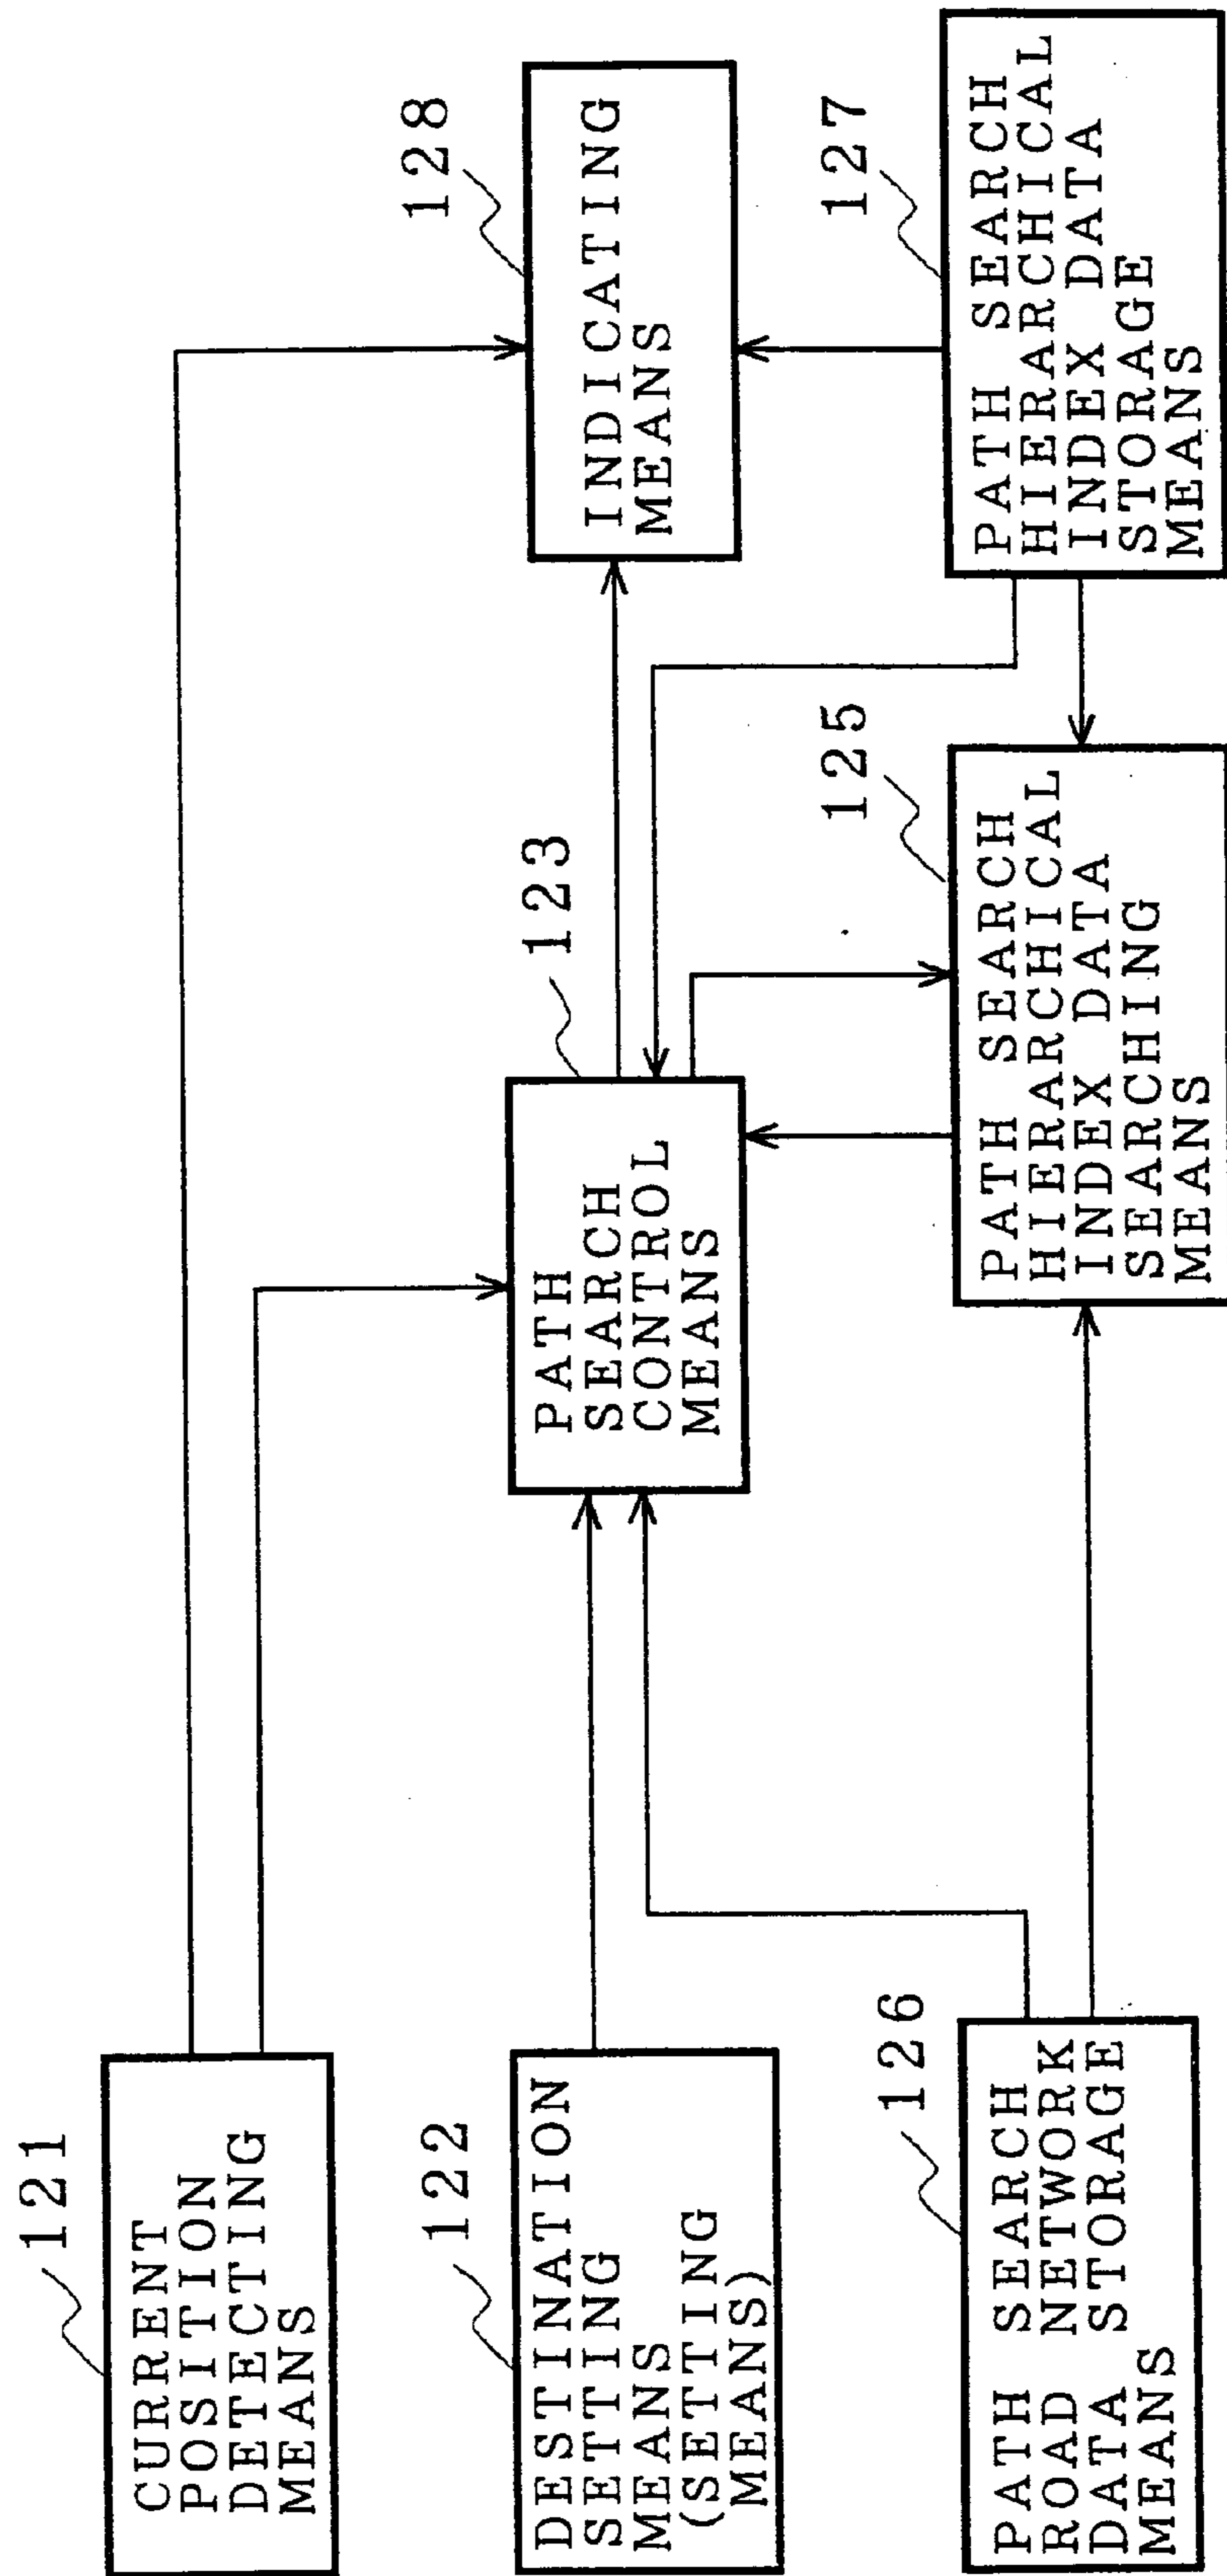 121
CURRENT
POSITION
DETECTING
MEANS
122
DESTINATION
SETTING
MEANS
(SETTING
MEANS)
126
PATH SEARCH
ROAD NETWORK
DATA STORAGE
MEANS
123
PATH
SEARCH
CONTROL
MEANS
125
PATH SEARCH
HIERARCHICAL
INDEX DATA
SEARCHING
MEANS
128
INDICATING
MEANS
127
PATH SEARCH
HIERARCHICAL
INDEX DATA
STORAGE
MEANS